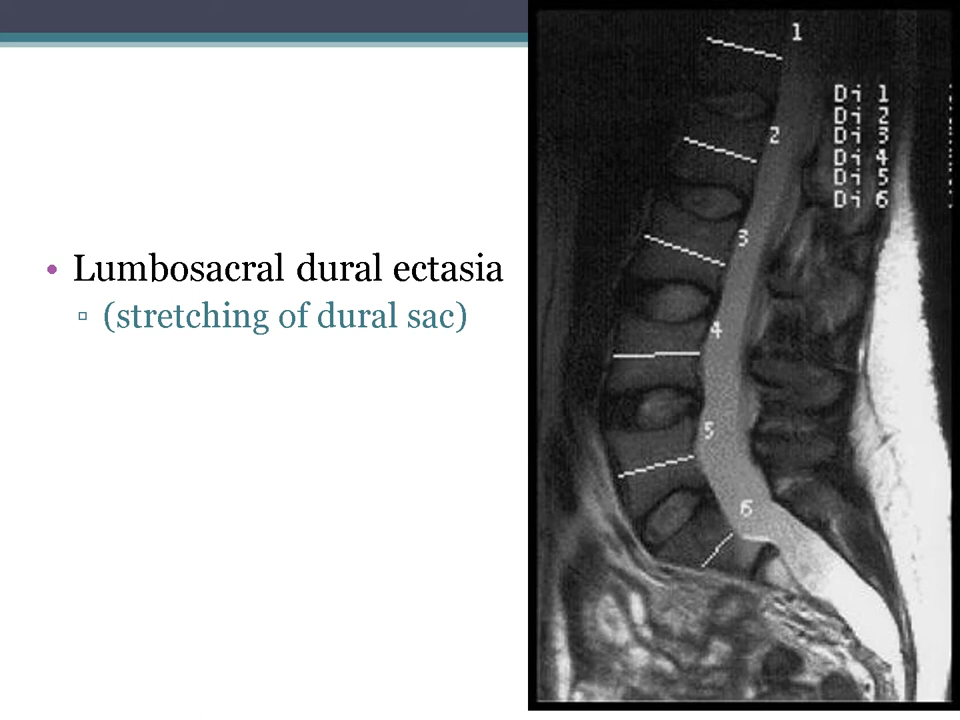 • Lumbosacral dural ectasia
▫ (stretching of dural sac)
1
2
3
4
5
6
Di 1
Di 2
Di 3
Di 4
Di 5
Di 6